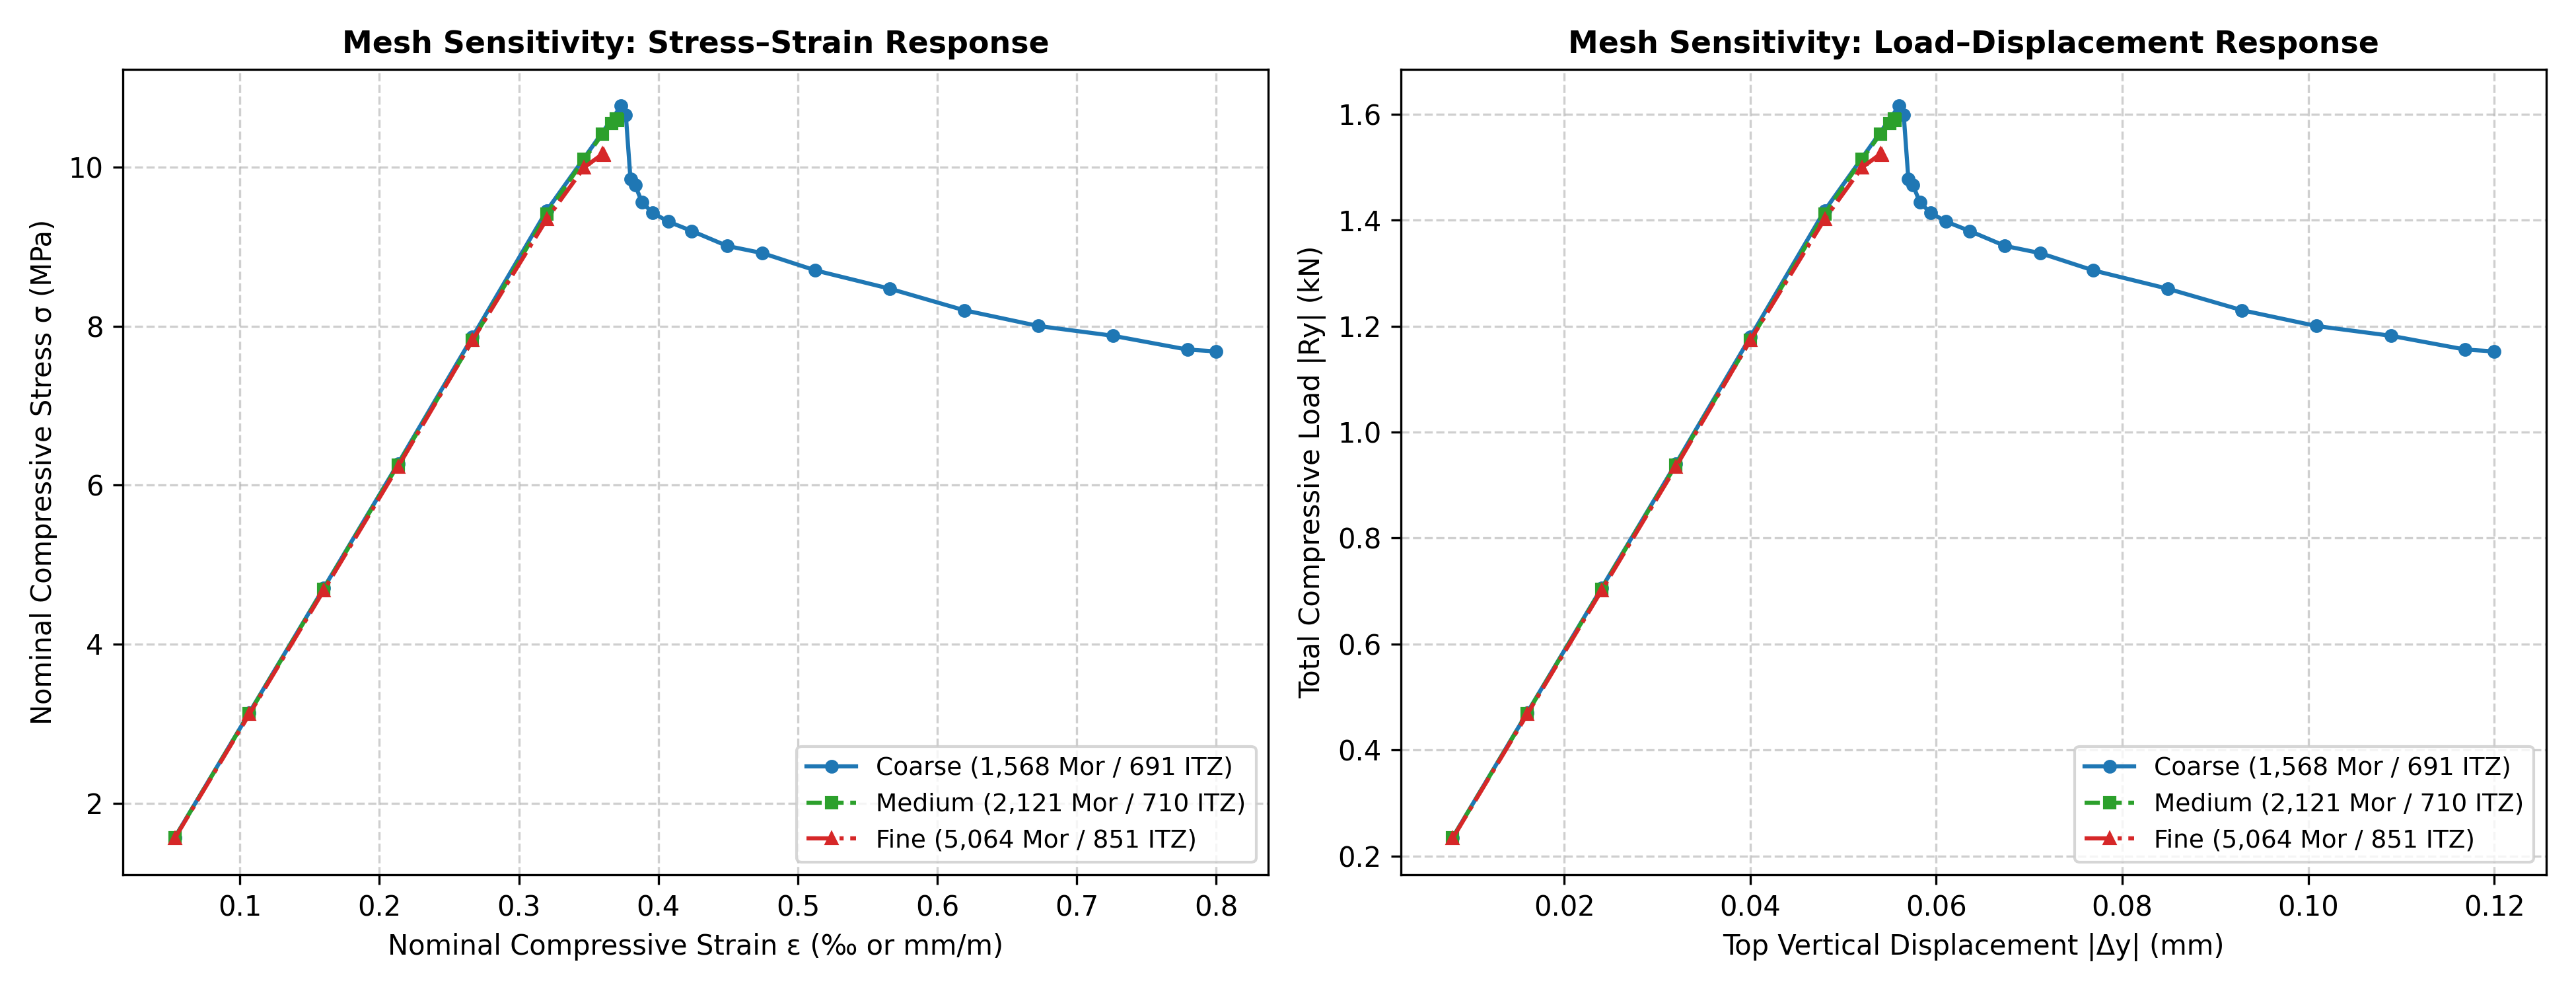 Mesh Sensitivity: Stress–Strain Response
Nominal Compressive Stress σ (MPa)
10
8
6
4
2
0.1 0.2 0.3 0.4 0.5 0.6 0.7 0.8
Nominal Compressive Strain ε (‰ or mm/m)
Coarse (1,568 Mor / 691 ITZ)
Medium (2,121 Mor / 710 ITZ)
Fine (5,064 Mor / 851 ITZ)
Mesh Sensitivity: Load–Displacement Response
Total Compressive Load |Ry| (kN)
1.6
1.4
1.2
1.0
0.8
0.6
0.4
0.2
0.02 0.04 0.06 0.08 0.10 0.12
Top Vertical Displacement |Δy| (mm)
Coarse (1,568 Mor / 691 ITZ)
Medium (2,121 Mor / 710 ITZ)
Fine (5,064 Mor / 851 ITZ)